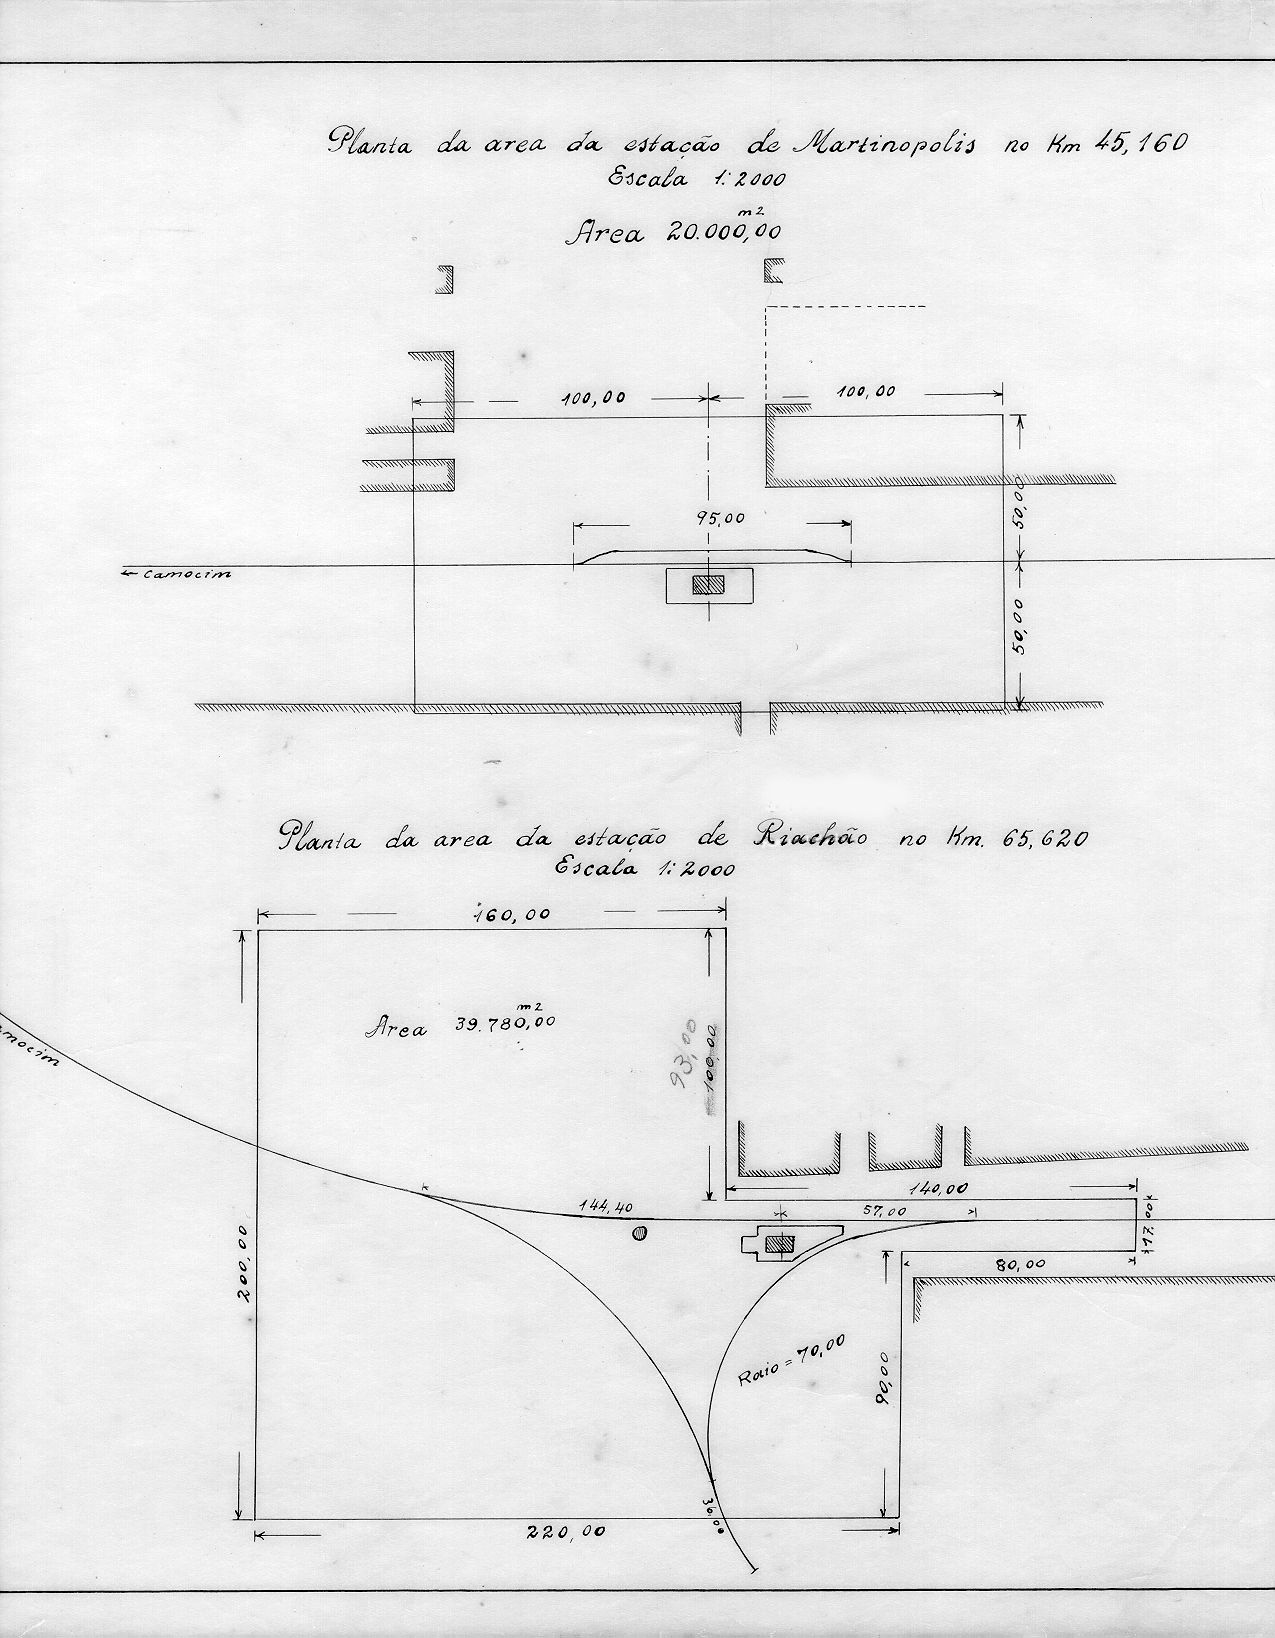 Planta da area da estação de Martinopolis no Km 45,160
Escala 1:2000
Area 20.000,00 m2
100,00
100,00
95,00
50,00
50,00
← Camocim
Planta da area da estação de Riachão no Km. 65,620
Escala 1:2000
160,00
Area 39.780,00 m2
93,00
100,00
amocim
140,00
144,40
57,00
17,00
80,00
200,00
Raio = 70,00
90,00
36,00
220,00